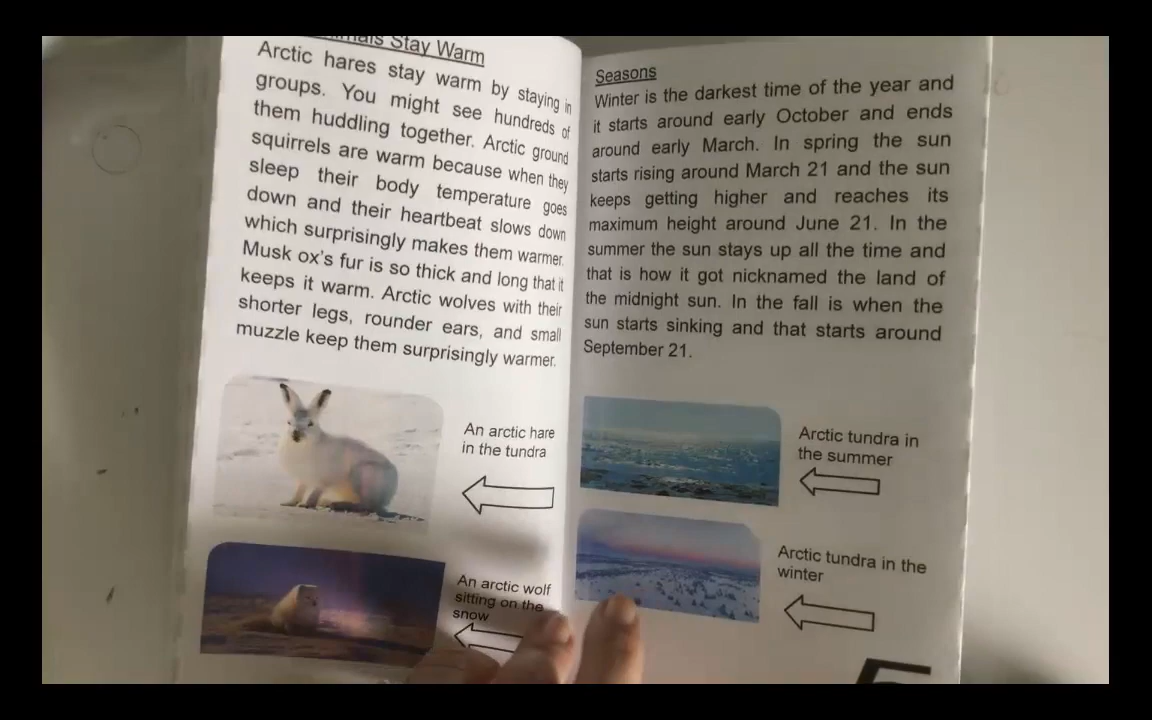 Animals Stay Warm
Arctic hares stay warm by staying in
groups. You might see hundreds of
them huddling together. Arctic ground
squirrels are warm because when they
sleep their body temperature goes
down and their heartbeat slows down
which surprisingly makes them warmer.
Musk ox's fur is so thick and long that it
keeps it warm. Arctic wolves with their
shorter legs, rounder ears, and small
muzzle keep them surprisingly warmer.
An arctic hare
in the tundra
An arctic wolf
sitting on the
snow
Seasons
Winter is the darkest time of the year and
it starts around early October and ends
around early March. In spring the sun
starts rising around March 21 and the sun
keeps getting higher and reaches its
maximum height around June 21. In the
summer the sun stays up all the time and
that is how it got nicknamed the land of
the midnight sun. In the fall is when the
sun starts sinking and that starts around
September 21.
Arctic tundra in
the summer
Arctic tundra in the
winter